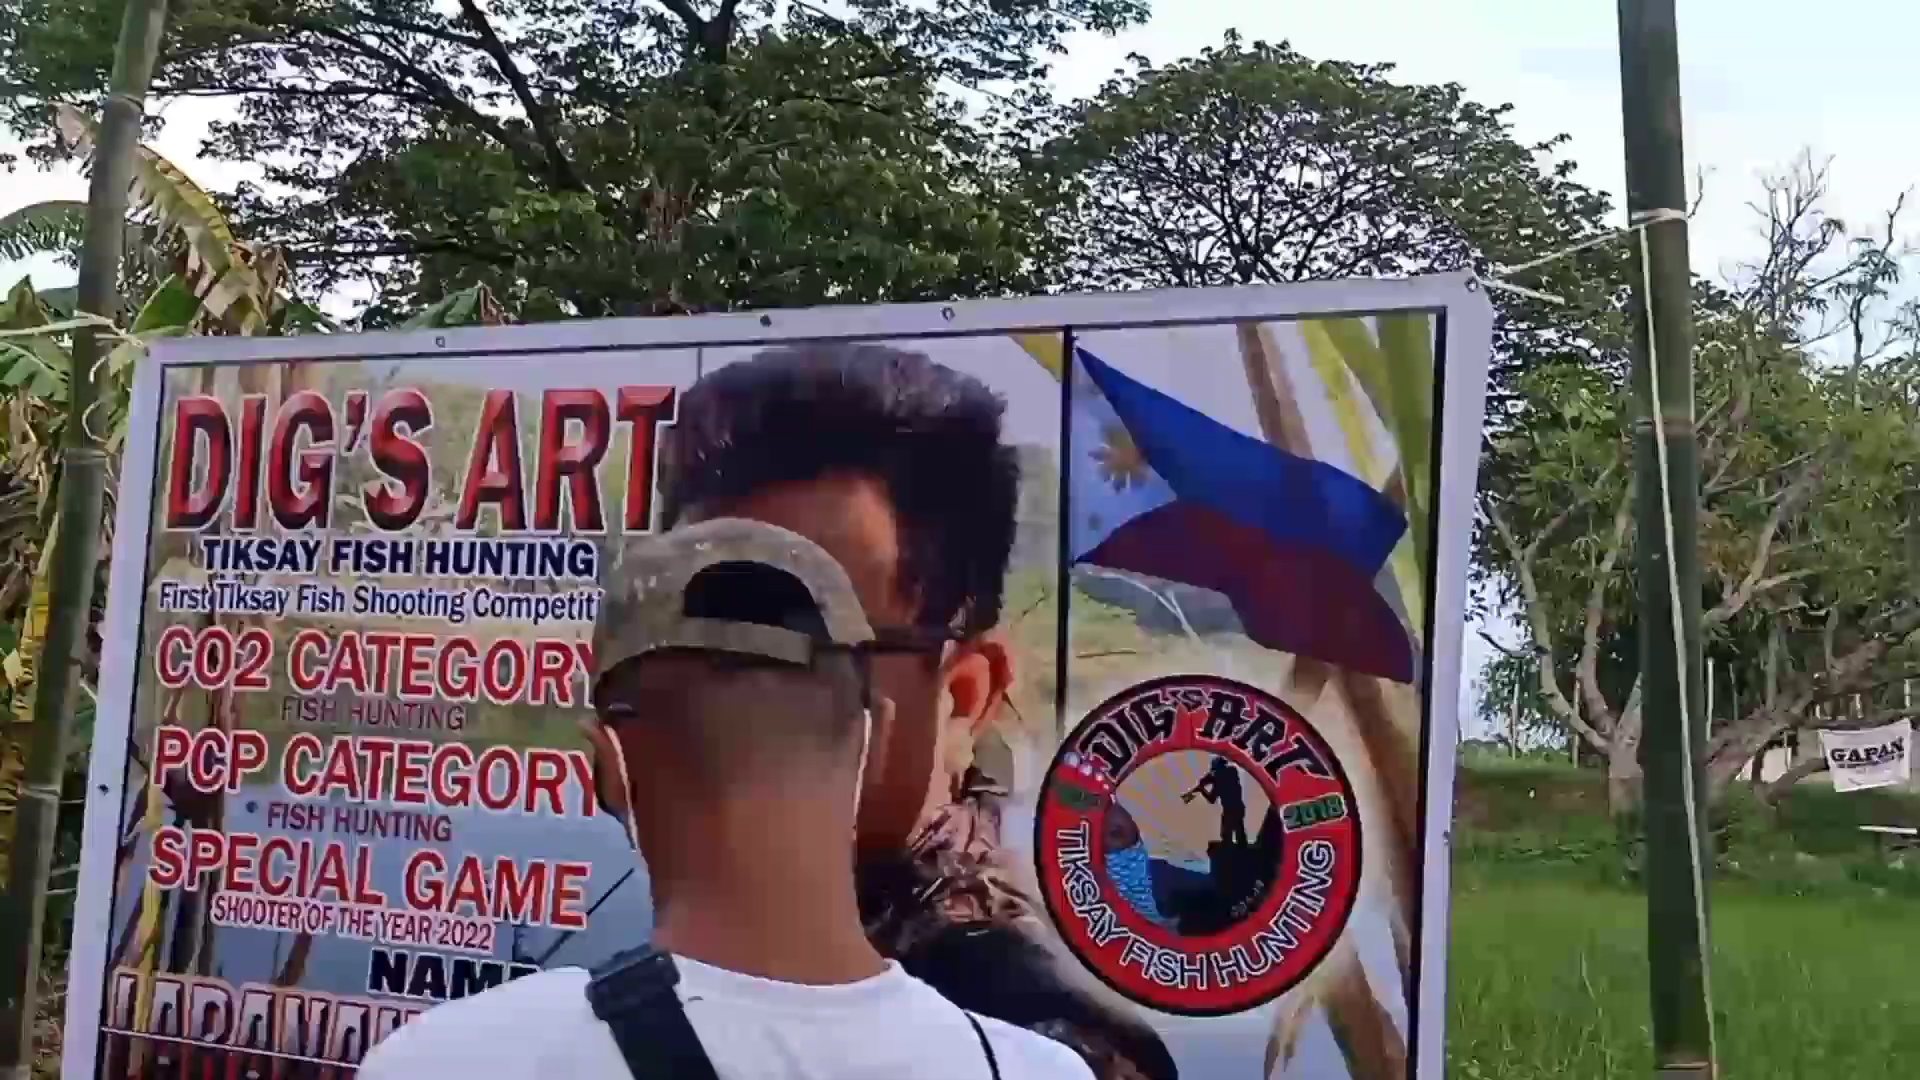 DIG'S ART
TIKSAY FISH HUNTING
First Tiksay Fish Shooting Competiti
CO2 CATEGORY
FISH HUNTING
PCP CATEGORY
FISH HUNTING
SPECIAL GAME
SHOOTER OF THE YEAR 2022
NAM
DIG'S ART
2018
TIKSAY FISH HUNTING
GAPAN